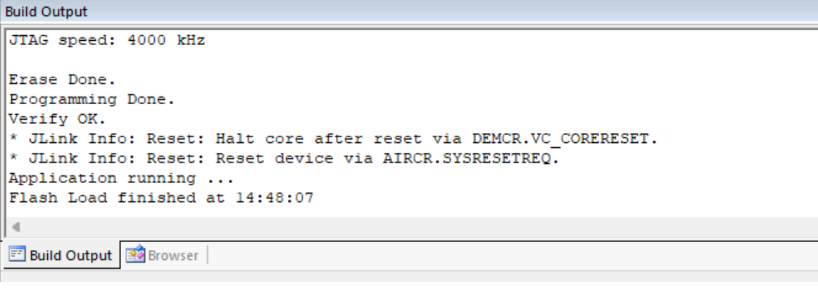 Build Output
JTAG speed: 4000 kHz
Erase Done.
Programming Done.
Verify OK.
* JLink Info: Reset: Halt core after reset via DEMCR.VC_CORERESET.
* JLink Info: Reset: Reset device via AIRCR.SYSRESETREQ.
Application running ...
Flash Load finished at 14:48:07
Build Output
Browser